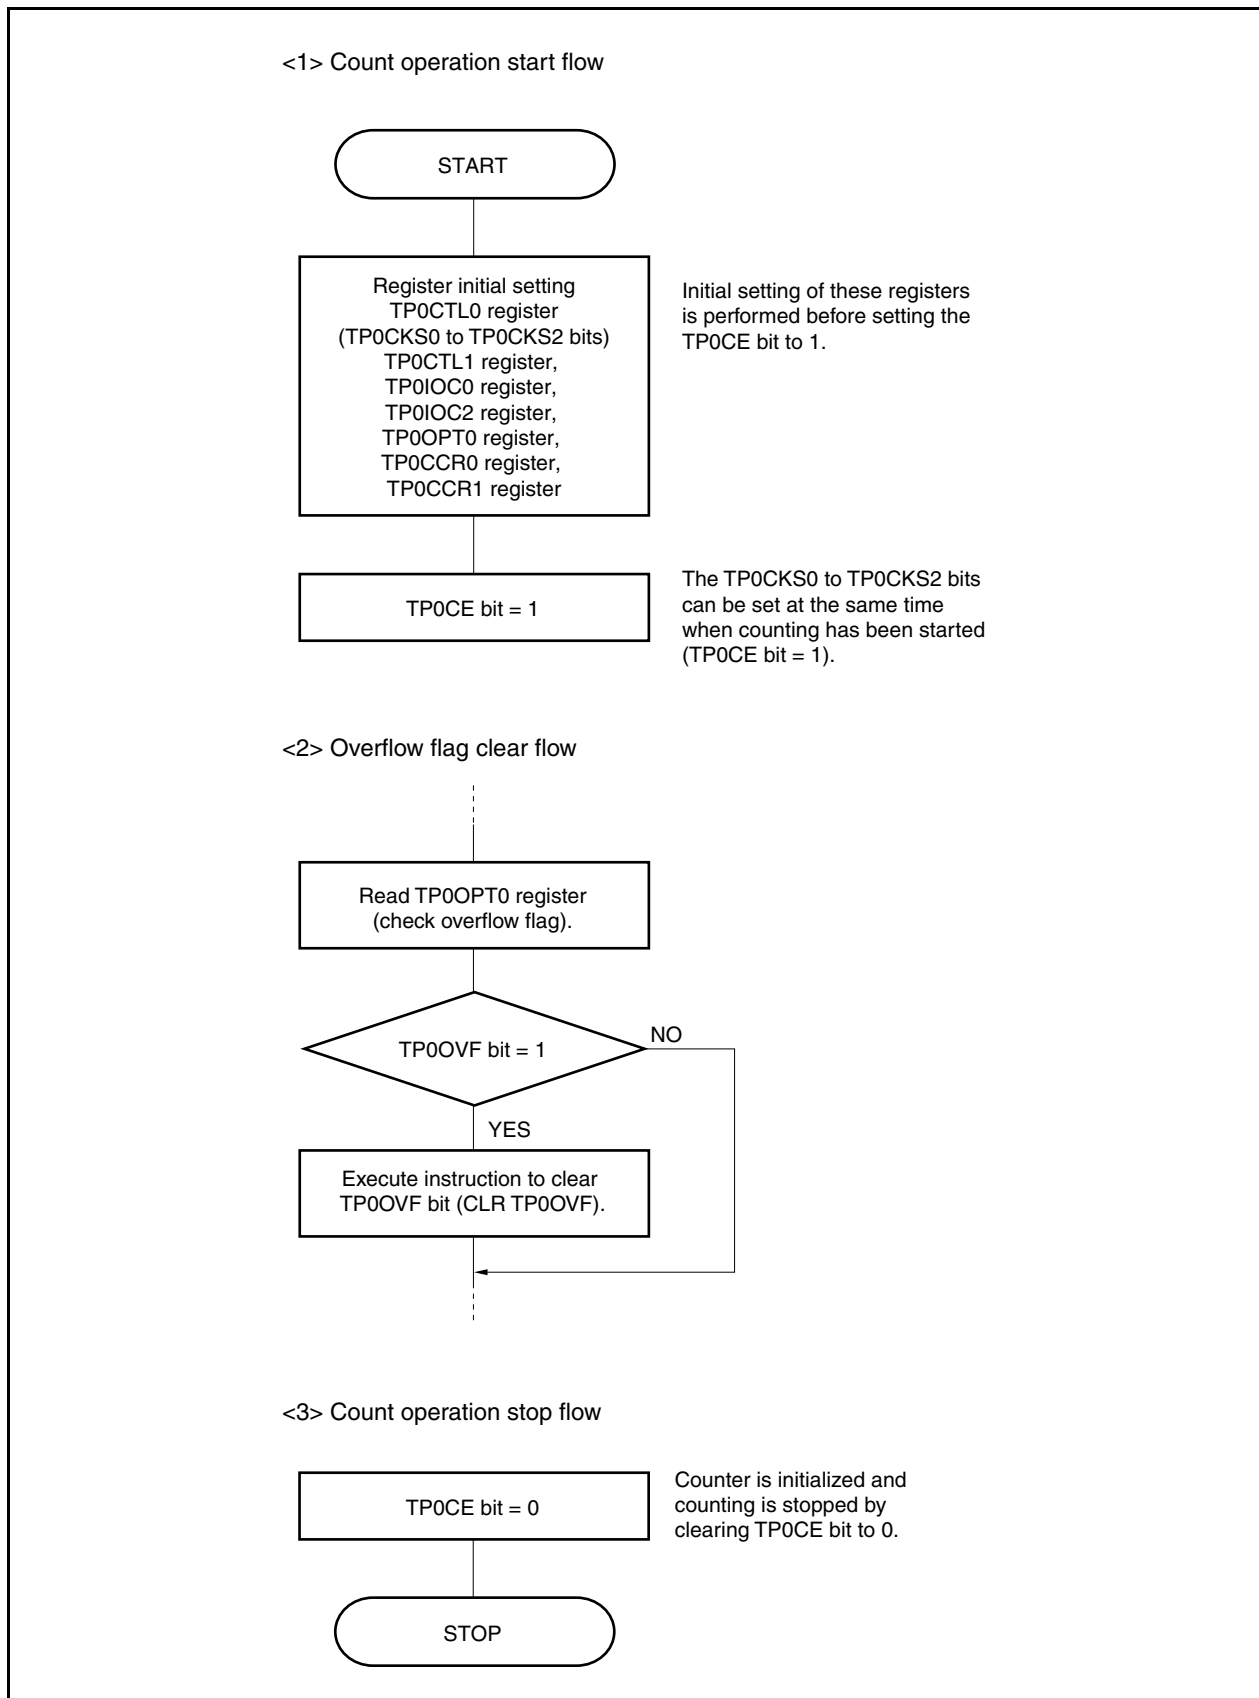 <1> Count operation start flow
START
Register initial setting
TP0CTL0 register
(TP0CKS0 to TP0CKS2 bits)
TP0CTL1 register,
TP0IOC0 register,
TP0IOC2 register,
TP0OPT0 register,
TP0CCR0 register,
TP0CCR1 register
Initial setting of these registers
is performed before setting the
TP0CE bit to 1.
TP0CE bit = 1
The TP0CKS0 to TP0CKS2 bits
can be set at the same time
when counting has been started
(TP0CE bit = 1).
<2> Overflow flag clear flow
Read TP0OPT0 register
(check overflow flag).
TP0OVF bit = 1
NO
YES
Execute instruction to clear
TP0OVF bit (CLR TP0OVF).
<3> Count operation stop flow
TP0CE bit = 0
Counter is initialized and
counting is stopped by
clearing TP0CE bit to 0.
STOP